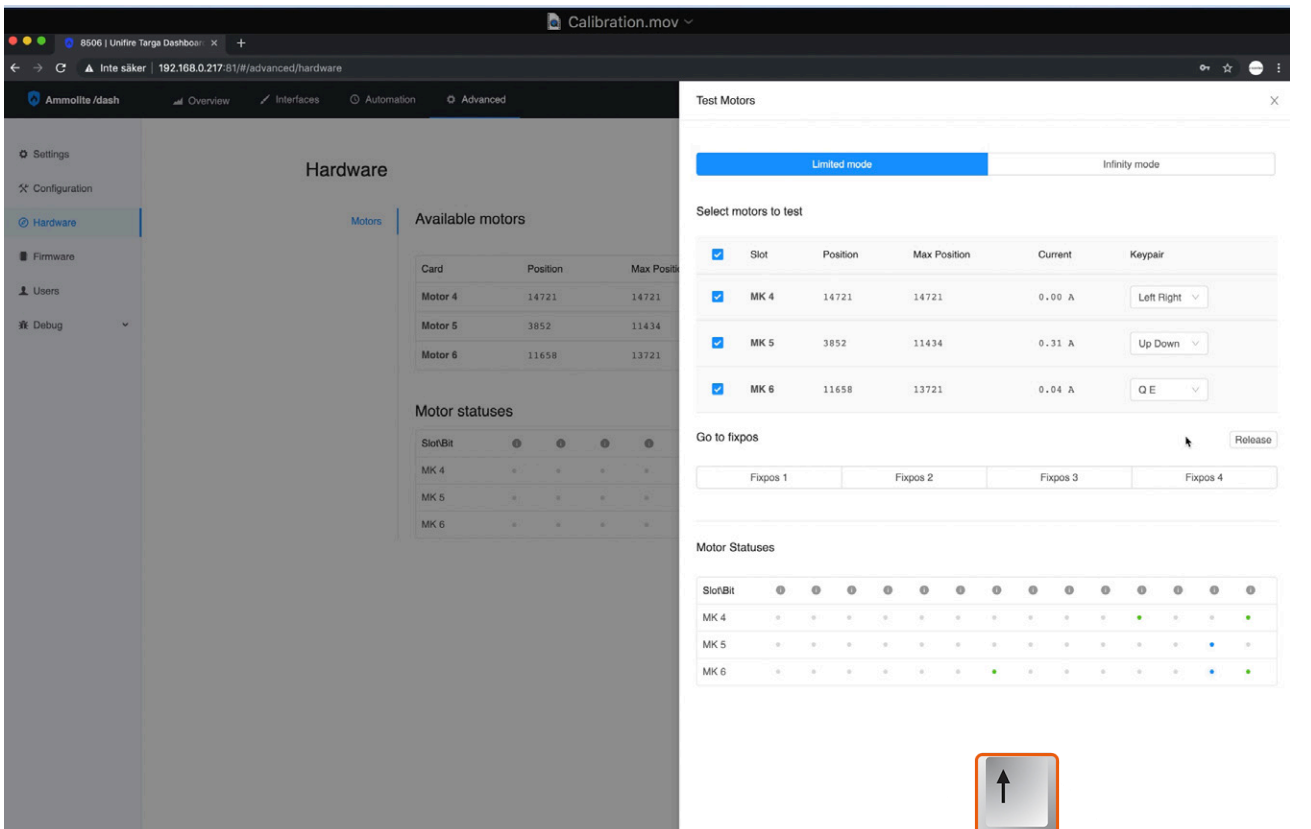 Calibration.mov
8506 | Unifire Targa Dashboar
Inte säker | 192.168.0.217:81/#/advanced/hardware
Ammolite /dash Overview Interfaces Automation Advanced
Settings
Configuration
Hardware
Firmware
Users
Debug
Hardware
Motors
Available motors
Card Position Max Positi
Motor 4 14721 14721
Motor 5 3852 11434
Motor 6 11658 13721
Motor statuses
Slot\Bit
MK 4
MK 5
MK 6
Test Motors
Limited mode Infinity mode
Select motors to test
Slot Position Max Position Current Keypair
MK 4 14721 14721 0.00 A Left Right
MK 5 3852 11434 0.31 A Up Down
MK 6 11658 13721 0.04 A Q E
Go to fixpos Release
Fixpos 1 Fixpos 2 Fixpos 3 Fixpos 4
Motor Statuses
Slot\Bit
MK 4
MK 5
MK 6